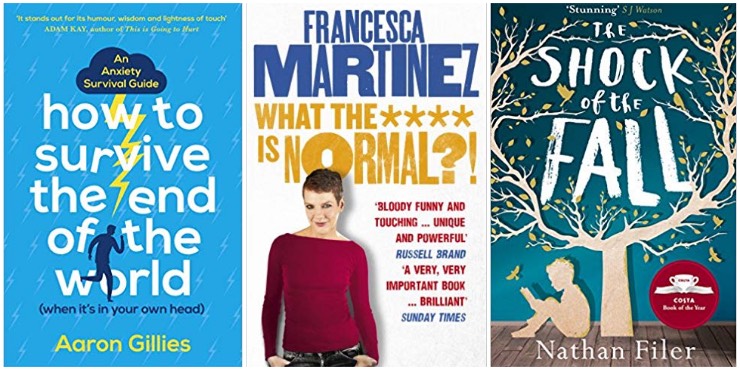 'It stands out for its humour, wisdom and lightness of touch'
ADAM KAY, author of This is Going to Hurt
An
Anxiety
Survival Guide
how to
survive
the end
of the
world
(when it's in your own head)
Aaron Gillies
FRANCESCA
MARTINEZ
WHAT THE****
IS NORMAL?!
'BLOODY FUNNY AND
TOUCHING ... UNIQUE
AND POWERFUL'
RUSSELL BRAND
'A VERY, VERY
IMPORTANT BOOK
... BRILLIANT'
SUNDAY TIMES
'Stunning' S J Watson
THE
SHOCK
of the
FALL
COSTA
COSTA
Book of the Year
Nathan Filer